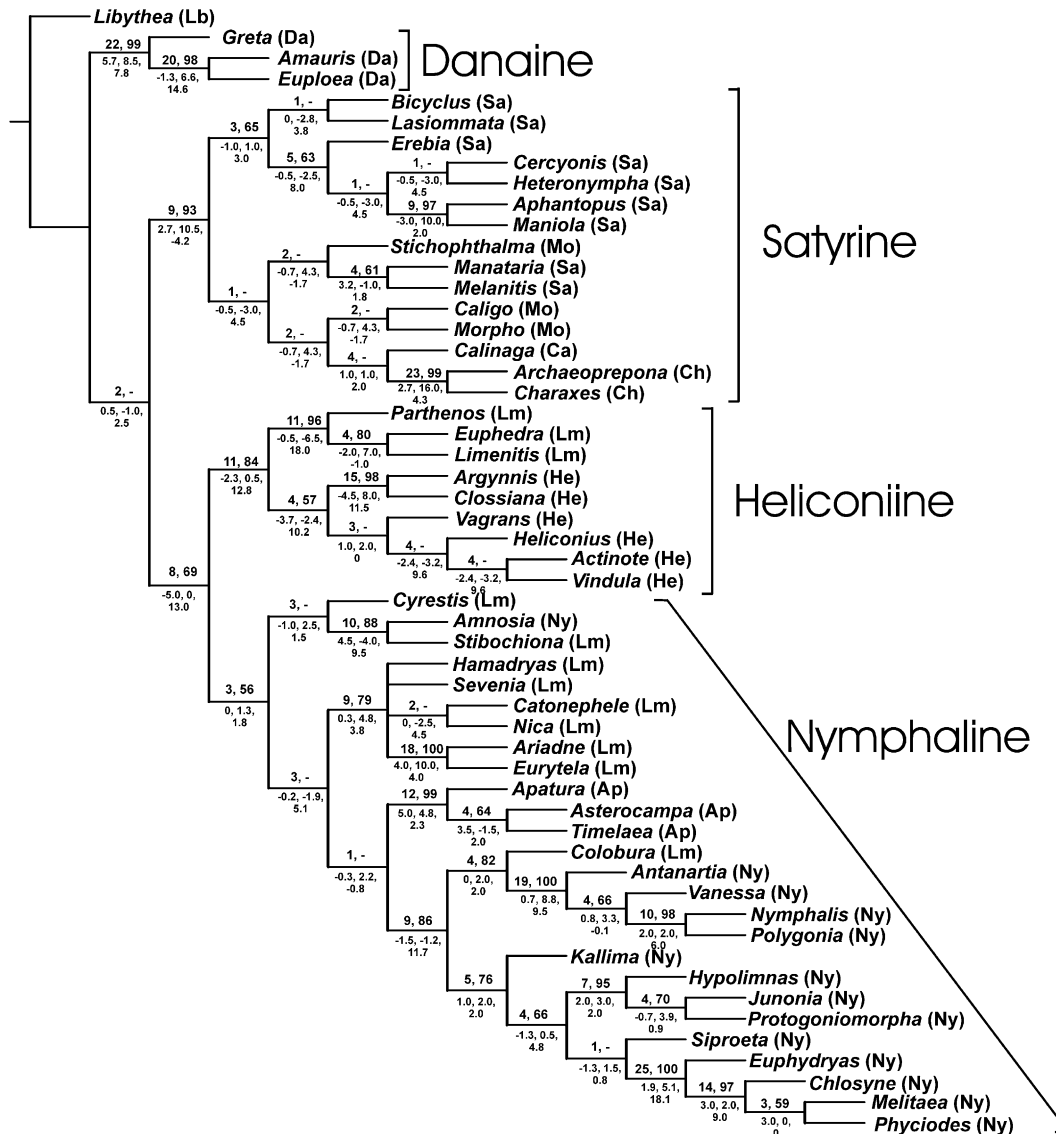 Libythea (Lb)
Greta (Da)
22, 99
5.7, 8.5,
7.8
20, 98
-1.3, 6.6,
14.6
Amauris (Da)
Euploea (Da)
Danaine
1, -
0, -2.8,
3.8
Bicyclus (Sa)
Lasiommata (Sa)
3, 65
-1.0, 1.0,
3.0
Erebia (Sa)
5, 63
-0.5, -2.5,
8.0
1, -
-0.5, -3.0,
4.5
Cercyonis (Sa)
Heteronympha (Sa)
1, -
-0.5, -3.0,
4.5
9, 97
-3.0, 10.0,
2.0
Aphantopus (Sa)
Maniola (Sa)
9, 93
2.7, 10.5,
-4.2
Satyrine
Stichophthalma (Mo)
2, -
-0.7, 4.3,
-1.7
4, 61
3.2, -1.0,
1.8
Manataria (Sa)
Melanitis (Sa)
1, -
-0.5, -3.0,
4.5
2, -
-0.7, 4.3,
-1.7
Caligo (Mo)
Morpho (Mo)
2, -
-0.7, 4.3,
-1.7
4, -
1.0, 1.0,
2.0
Calinaga (Ca)
23, 99
2.7, 16.0,
4.3
Archaeoprepona (Ch)
Charaxes (Ch)
2, -
0.5, -1.0,
2.5
Parthenos (Lm)
11, 96
-0.5, -6.5,
18.0
4, 80
-2.0, 7.0,
-1.0
Euphedra (Lm)
Limenitis (Lm)
11, 84
-2.3, 0.5,
12.8
15, 98
-4.5, 8.0,
11.5
Argynnis (He)
Clossiana (He)
4, 57
-3.7, -2.4,
10.2
Heliconiine
3, -
1.0, 2.0,
0
Vagrans (He)
4, -
-2.4, -3.2,
9.6
Heliconius (He)
4, -
-2.4, -3.2,
9.6
Actinote (He)
Vindula (He)
8, 69
-5.0, 0,
13.0
3, -
-1.0, 2.5,
1.5
Cyrestis (Lm)
10, 88
4.5, -4.0,
9.5
Amnosia (Ny)
Stibochiona (Lm)
3, 56
0, 1.3,
1.8
Hamadryas (Lm)
Sevenia (Lm)
9, 79
0.3, 4.8,
3.8
2, -
0, -2.5,
4.5
Catonephele (Lm)
Nica (Lm)
Nymphaline
18, 100
4.0, 10.0,
4.0
Ariadne (Lm)
Eurytela (Lm)
3, -
-0.2, -1.9,
5.1
12, 99
5.0, 4.8,
2.3
Apatura (Ap)
4, 64
3.5, -1.5,
2.0
Asterocampa (Ap)
Timelaea (Ap)
1, -
-0.3, 2.2,
-0.8
4, 82
0, 2.0,
2.0
Colobura (Lm)
19, 100
0.7, 8.8,
9.5
Antanartia (Ny)
4, 66
0.8, 3.3,
-0.1
Vanessa (Ny)
10, 98
2.0, 2.0,
6.0
Nymphalis (Ny)
Polygonia (Ny)
9, 86
-1.5, -1.2,
11.7
Kallima (Ny)
5, 76
1.0, 2.0,
2.0
7, 95
2.0, 3.0,
2.0
Hypolimnas (Ny)
4, 70
-0.7, 3.9,
0.9
Junonia (Ny)
Protogoniomorpha (Ny)
4, 66
-1.3, 0.5,
4.8
1, -
-1.3, 1.5,
0.8
Siproeta (Ny)
25, 100
1.9, 5.1,
18.1
Euphydryas (Ny)
14, 97
3.0, 2.0,
9.0
Chlosyne (Ny)
3, 59
3.0, 0,
0
Melitaea (Ny)
Phyciodes (Ny)